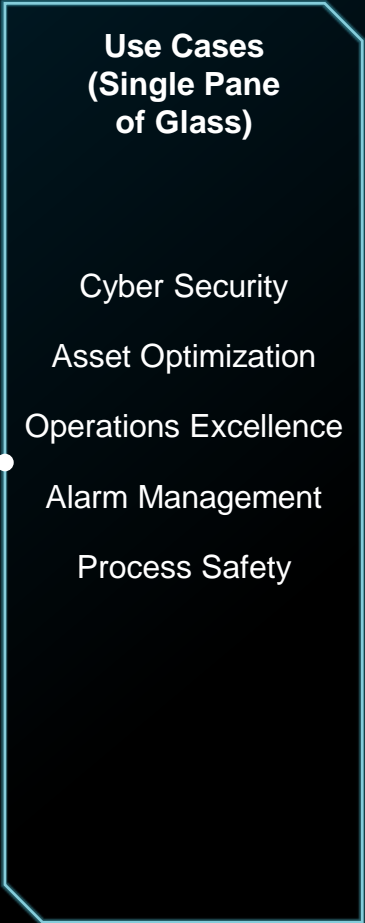 Use Cases
(Single Pane
of Glass)
Cyber Security
Asset Optimization
Operations Excellence
Alarm Management
Process Safety